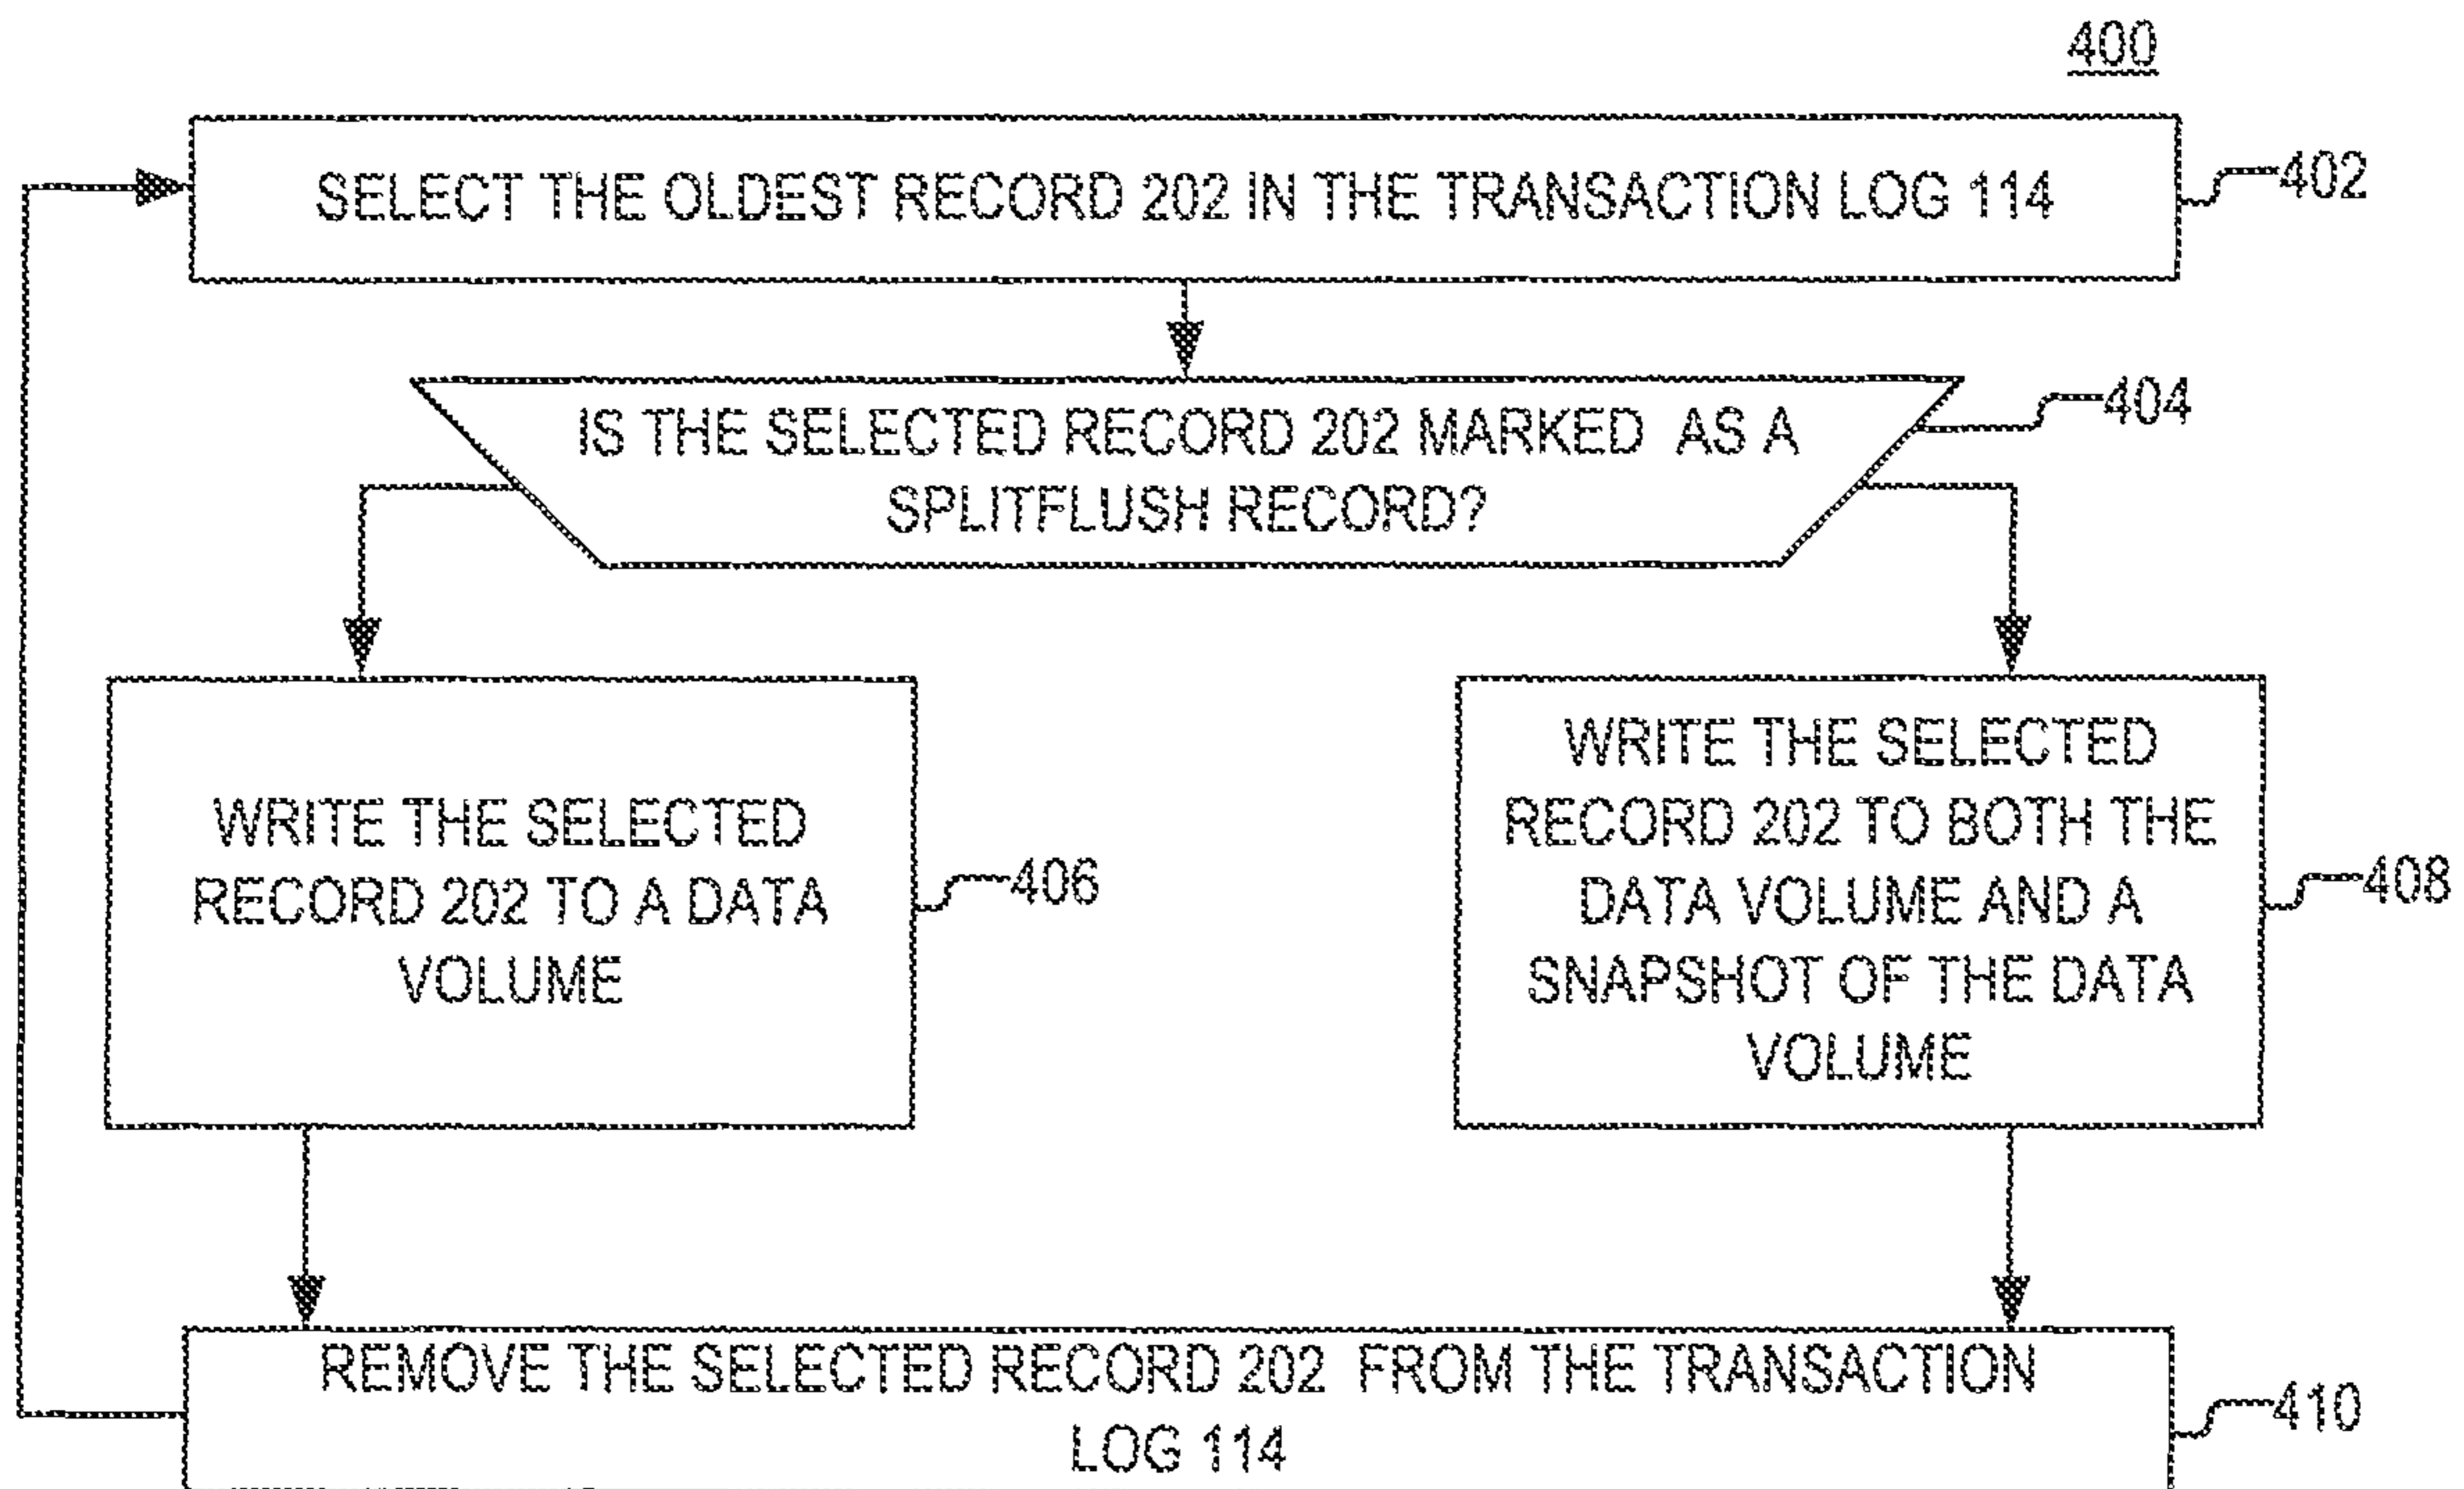 400
SELECT THE OLDEST RECORD 202 IN THE TRANSACTION LOG 114
402
IS THE SELECTED RECORD 202 MARKED AS A
SPLITFLUSH RECORD?
404
WRITE THE SELECTED
RECORD 202 TO A DATA
VOLUME
406
WRITE THE SELECTED
RECORD 202 TO BOTH THE
DATA VOLUME AND A
SNAPSHOT OF THE DATA
VOLUME
408
REMOVE THE SELECTED RECORD 202 FROM THE TRANSACTION
LOG 114
410